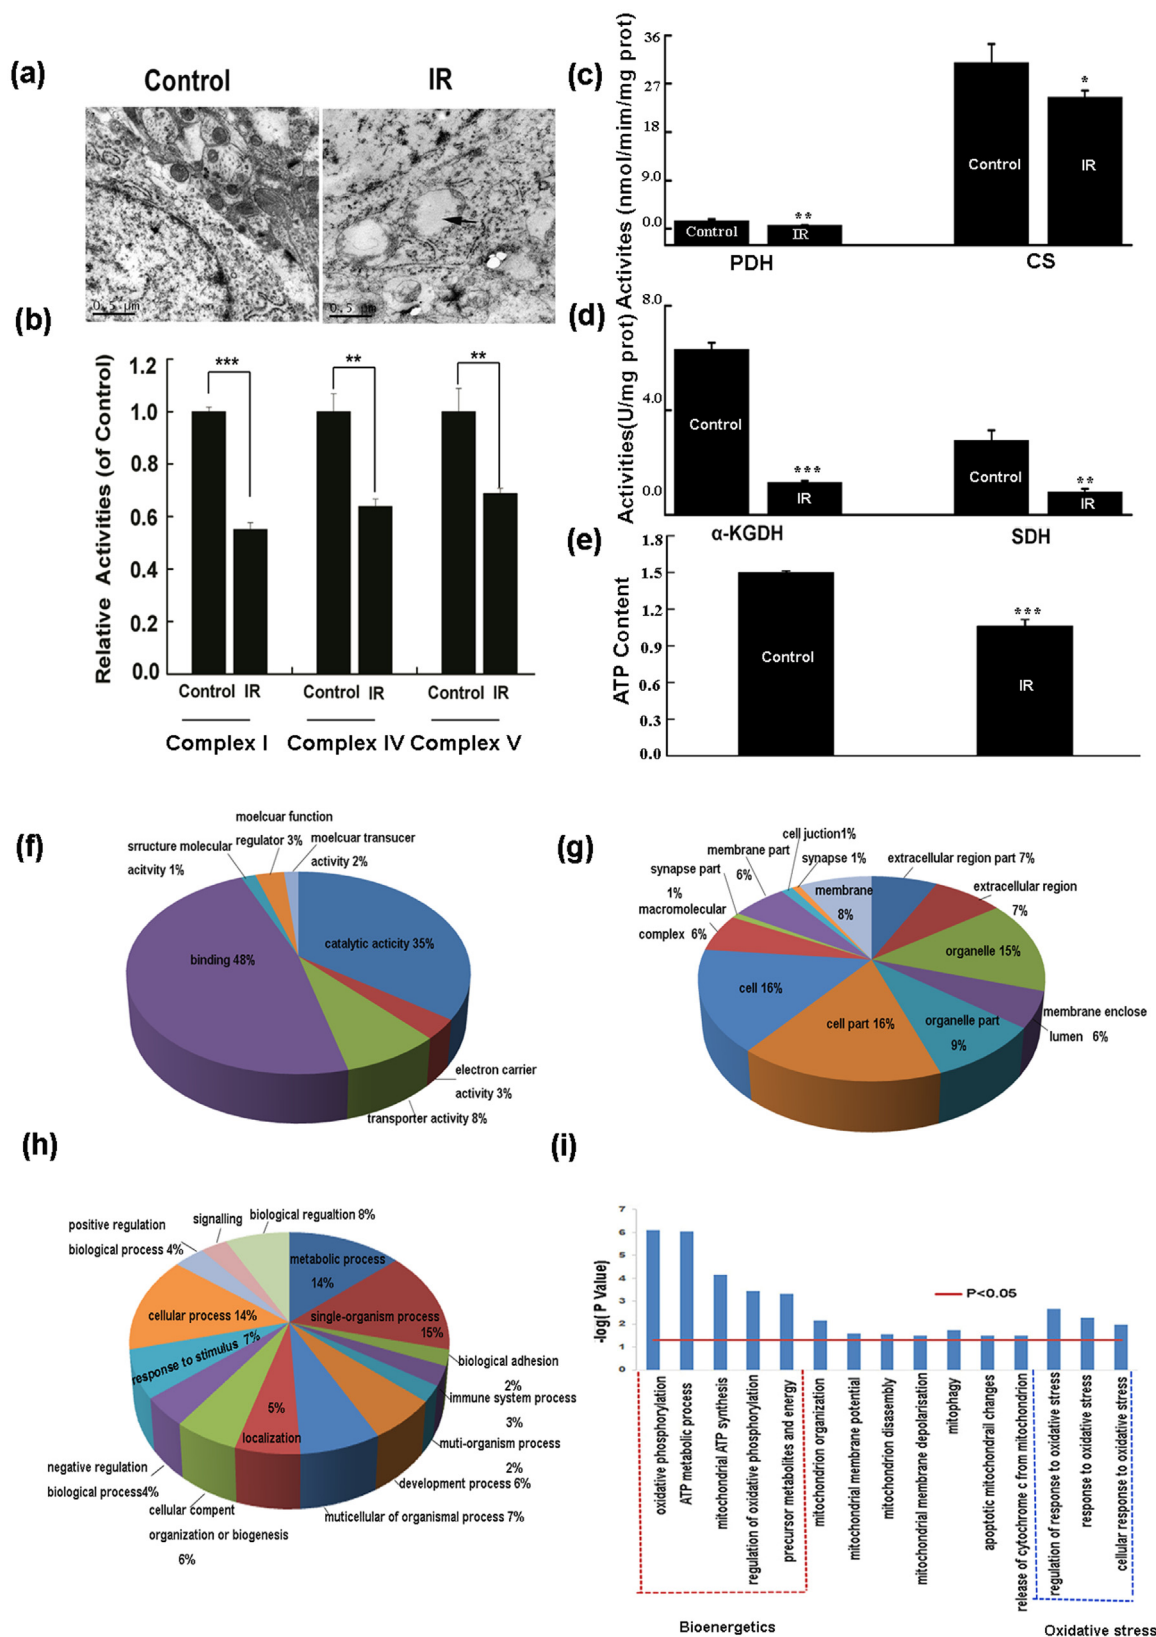 (a)
Control
IR
0.5 μm
0.5 μm
(b)
Relative Activities (of Control)
1.2
1.0
0.8
0.6
0.4
0.2
0.0
***
**
**
Control IR
Control IR
Control IR
Complex I
Complex IV
Complex V
(c)
Activites (nmol/mim/mg prot)
36
27
18
9.0
0.0
Control
**
IR
Control
*
IR
PDH
CS
(d)
Activities(U/mg prot)
8.0
4.0
0.0
Control
***
IR
Control
**
IR
α-KGDH
SDH
(e)
ATP Content
1.8
1.5
1.2
0.9
0.6
0.3
0.0
Control
***
IR
(f)
moelcuar function
regulator 3%
srructure molecular
acitvity 1%
moelcuar transucer
activity 2%
catalytic acticity 35%
binding 48%
electron carrier
activity 3%
transporter activity 8%
(g)
cell juction1%
membrane part
6%
synapse 1%
synapse part
1%
macromolecular
complex 6%
membrane
8%
extracellular region part 7%
extracellular region
7%
organelle 15%
membrane enclose
lumen 6%
organelle part
9%
cell part 16%
cell 16%
(h)
signalling
biological regualtion 8%
positive regulation
biological process 4%
metabolic process
14%
single-organism process
15%
cellular process 14%
response to stimulus 7%
biological adhesion
2%
immune system process
3%
muti-organism process
2%
development process 6%
muticellular of organismal process 7%
5%
localization
negative regulation
biological process4%
cellular compent
organization or biogenesis
6%
(i)
-log( P Value)
7
6
5
4
3
2
1
0
P<0.05
oxidative phosphorylation
ATP metabolic process
mitochondrial ATP synthesis
regulation of oxidative phosphorylation
precursor metabolites and energy
mitochondrion organization
mitochondrial membrane potential
mitochondrion disasembly
mitochondrial membrane depolarisation
mitophagy
apoptotic mitochondrail changes
release of cytochrome c from mitochondrion
regulation of response to oxidative stress
response to oxidative stress
cellular response to oxidative stress
Bioenergetics
Oxidative stress